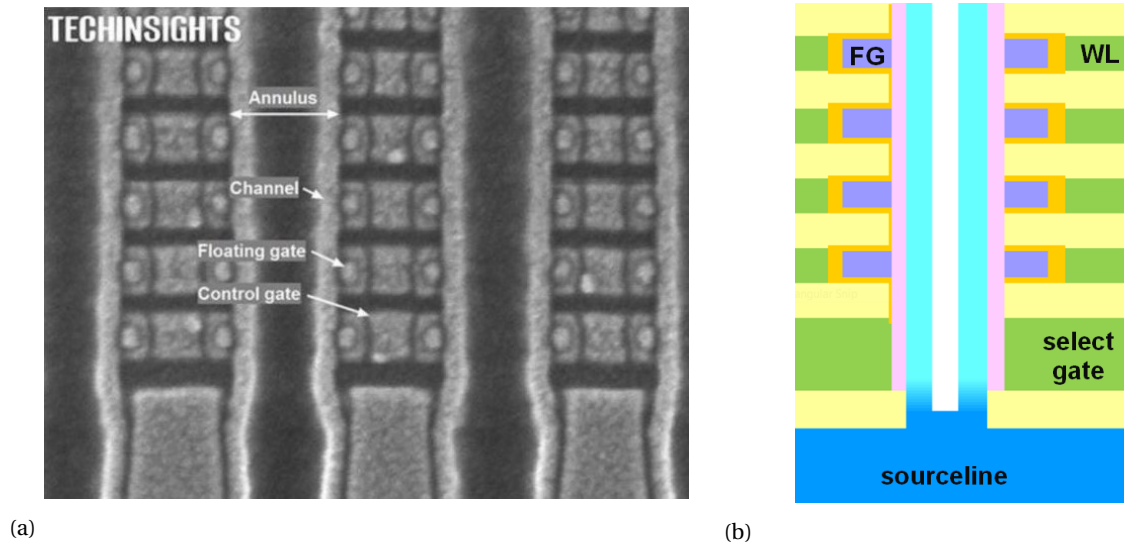 TECHINSIGHTS
Annulus
Channel
Floating gate
Control gate
(a)
FG
WL
select
gate
sourceline
(b)